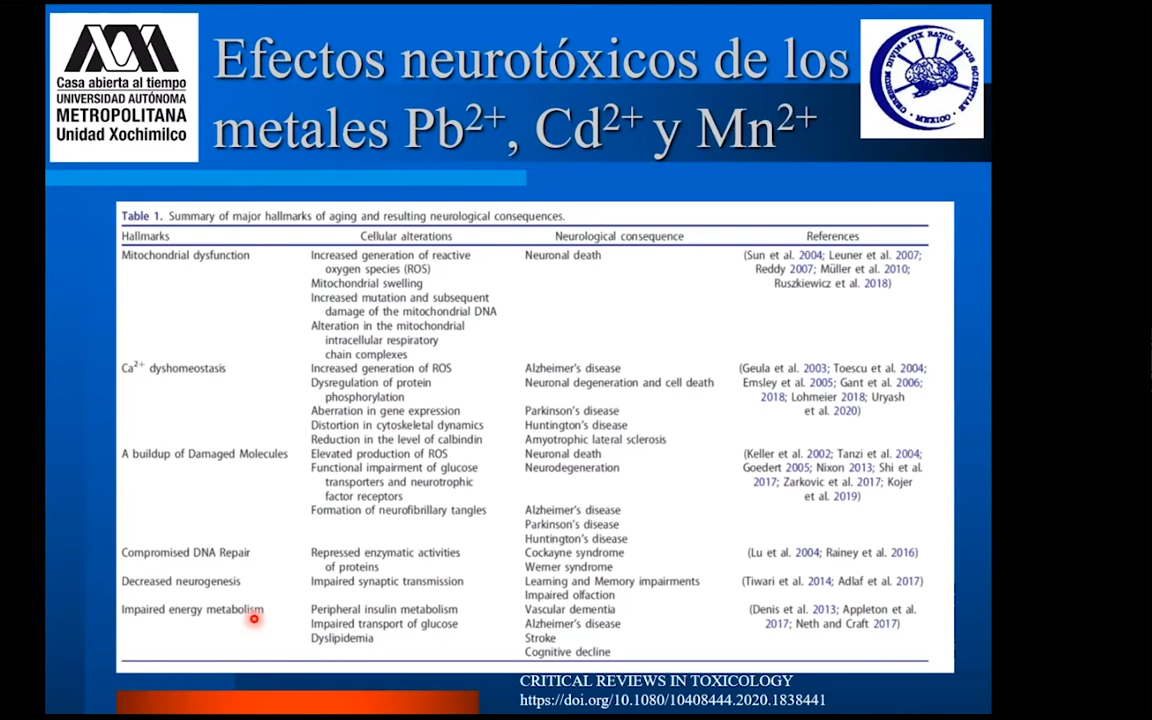 Casa abierta al tiempo
UNIVERSIDAD AUTÓNOMA
METROPOLITANA
Unidad Xochimilco
Efectos neurotóxicos de los
metales Pb²⁺, Cd²⁺ y Mn²⁺
DIVINA LUX RATIO SALUS SCIENTIAE
CEREBRUM
MEXICO
Table 1. Summary of major hallmarks of aging and resulting neurological consequences.
Hallmarks Cellular alterations Neurological consequence References
Mitochondrial dysfunction Increased generation of reactive Neuronal death (Sun et al. 2004; Leuner et al. 2007;
oxygen species (ROS) Reddy 2007; Müller et al. 2010;
Mitochondrial swelling Ruszkiewicz et al. 2018)
Increased mutation and subsequent
damage of the mitochondrial DNA
Alteration in the mitochondrial
intracellular respiratory
chain complexes
Ca²⁺ dyshomeostasis Increased generation of ROS Alzheimer's disease (Geula et al. 2003; Toescu et al. 2004;
Dysregulation of protein Neuronal degeneration and cell death Emsley et al. 2005; Gant et al. 2006;
phosphorylation 2018; Lohmeier 2018; Uryash
Aberration in gene expression Parkinson's disease et al. 2020)
Distortion in cytoskeletal dynamics Huntington's disease
Reduction in the level of calbindin Amyotrophic lateral sclerosis
A buildup of Damaged Molecules Elevated production of ROS Neuronal death (Keller et al. 2002; Tanzi et al. 2004;
Functional impairment of glucose Neurodegeneration Goedert 2005; Nixon 2013; Shi et al.
transporters and neurotrophic 2017; Zarkovic et al. 2017; Kojer
factor receptors et al. 2019)
Formation of neurofibrillary tangles Alzheimer's disease
Parkinson's disease
Huntington's disease
Compromised DNA Repair Repressed enzymatic activities Cockayne syndrome (Lu et al. 2004; Rainey et al. 2016)
of proteins Werner syndrome
Decreased neurogenesis Impaired synaptic transmission Learning and Memory impairments (Tiwari et al. 2014; Adlaf et al. 2017)
Impaired olfaction
Impaired energy metabolism Peripheral insulin metabolism Vascular dementia (Denis et al. 2013; Appleton et al.
Impaired transport of glucose Alzheimer's disease 2017; Neth and Craft 2017)
Dyslipidemia Stroke
Cognitive decline
CRITICAL REVIEWS IN TOXICOLOGY
https://doi.org/10.1080/10408444.2020.1838441